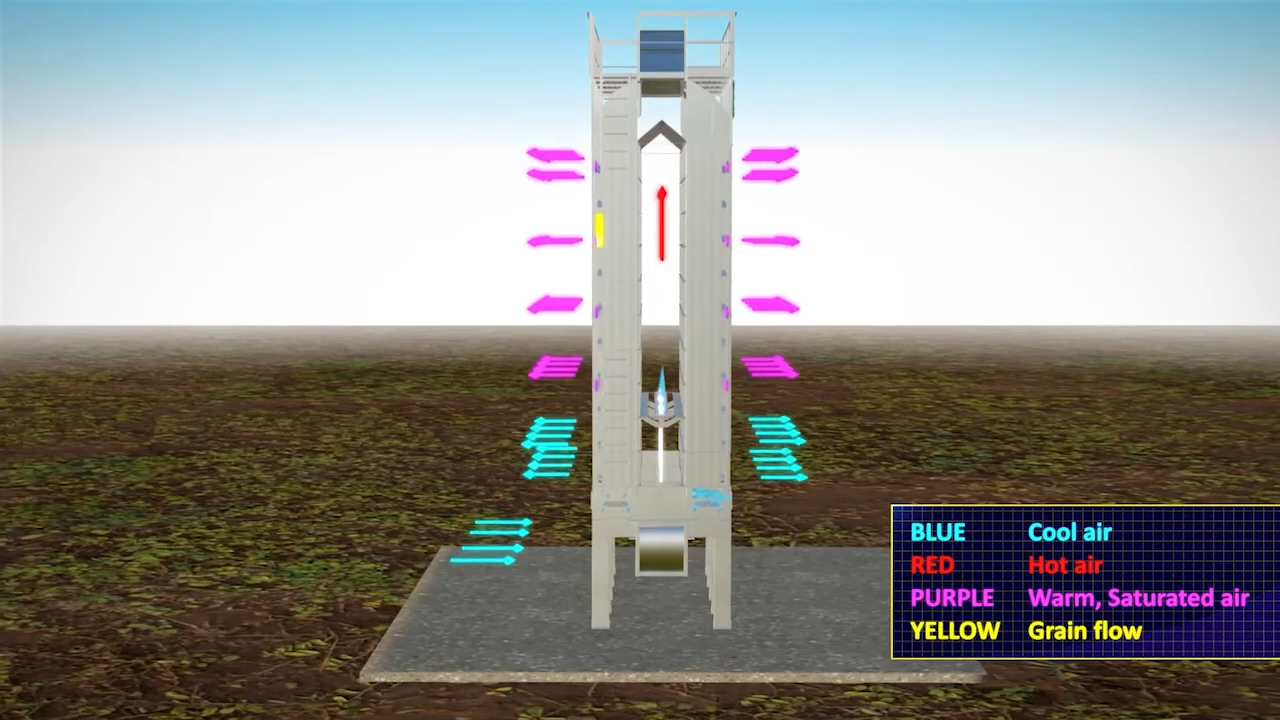 BLUE Cool air
RED Hot air
PURPLE Warm, Saturated air
YELLOW Grain flow